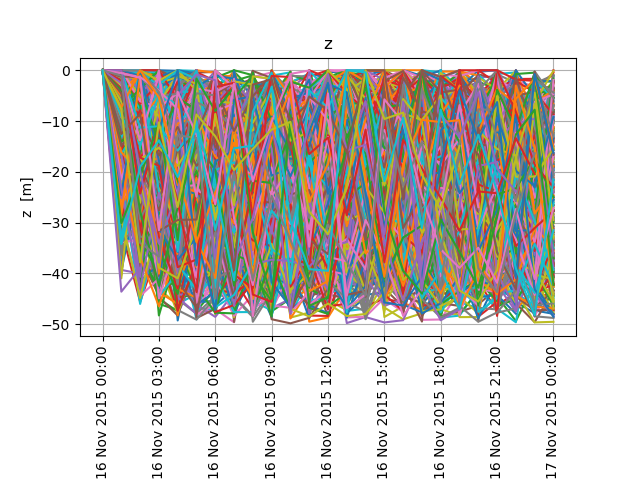 z
0
−10
−20
−30
−40
−50
z [m]
16 Nov 2015 00:00
16 Nov 2015 03:00
16 Nov 2015 06:00
16 Nov 2015 09:00
16 Nov 2015 12:00
16 Nov 2015 15:00
16 Nov 2015 18:00
16 Nov 2015 21:00
17 Nov 2015 00:00